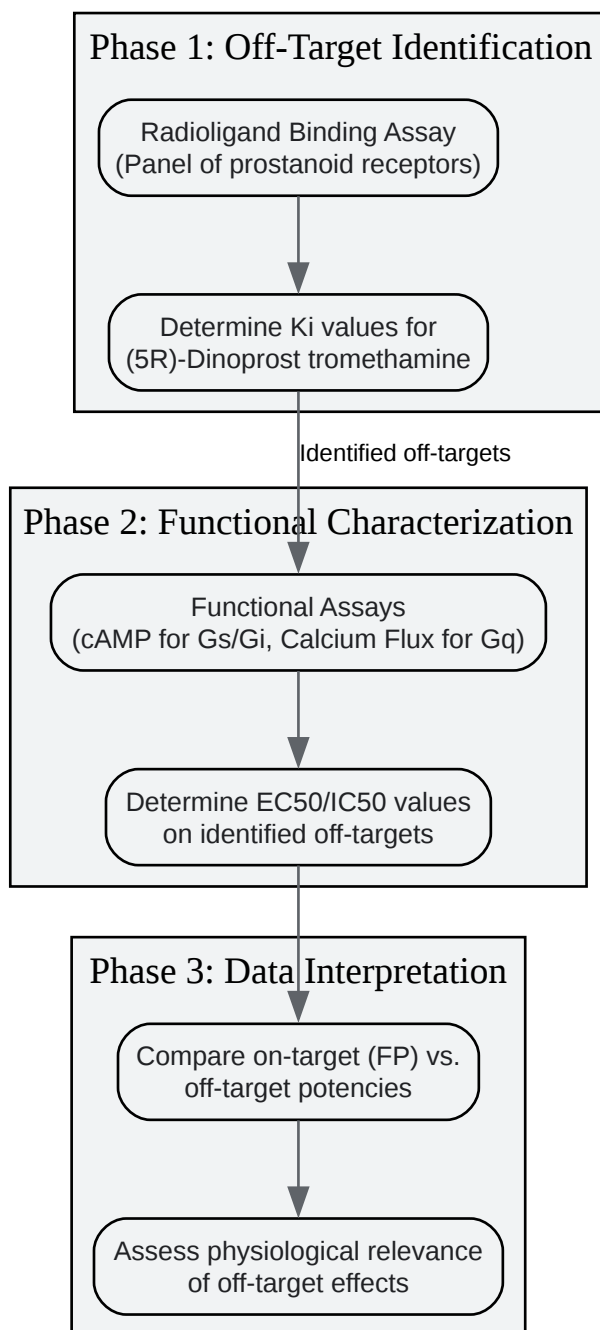 Phase 1: Off-Target Identification
Radioligand Binding Assay
(Panel of prostanoid receptors)
Determine Ki values for
(5R)-Dinoprost tromethamine
Identified off-targets
Phase 2: Functional Characterization
Functional Assays
(cAMP for Gs/Gi, Calcium Flux for Gq)
Determine EC50/IC50 values
on identified off-targets
Phase 3: Data Interpretation
Compare on-target (FP) vs.
off-target potencies
Assess physiological relevance
of off-target effects